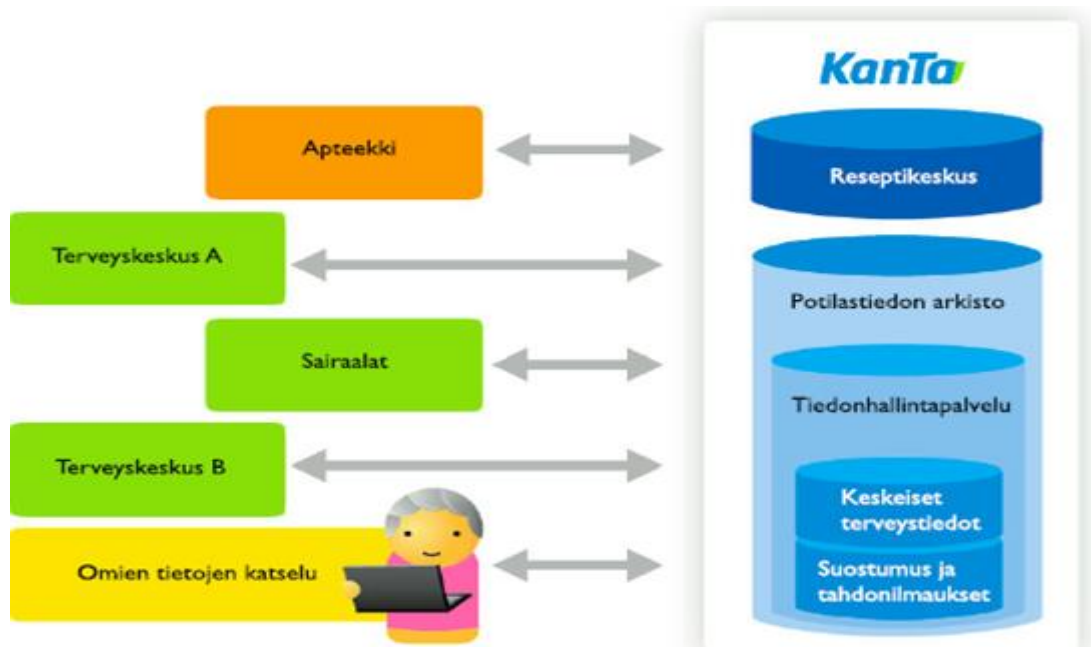 KanTa
Apteekki
Reseptikeskus
Terveyskeskus A
Potilastiedon arkisto
Sairaalat
Tiedonhallintapalvelu
Terveyskeskus B
Keskeiset
terveystiedot
Omien tietojen katselu
Suostumus ja
tahdonilmaukset